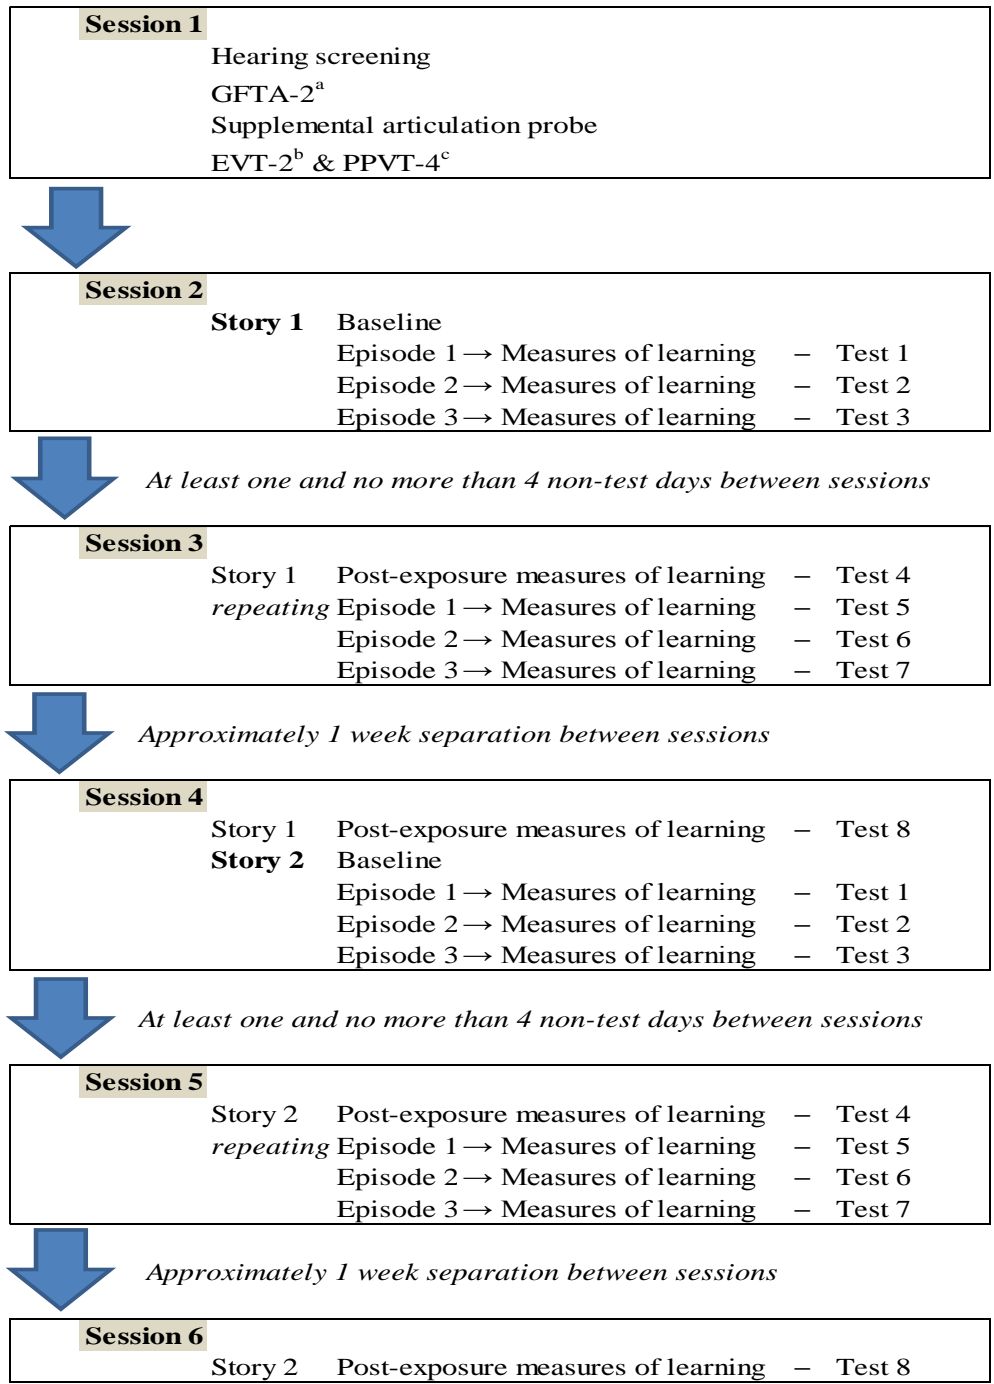 Session 1
Hearing screening
GFTA-2ᵃ
Supplemental articulation probe
EVT-2ᵇ & PPVT-4ᶜ
Session 2
Story 1 Baseline
Episode 1 → Measures of learning – Test 1
Episode 2 → Measures of learning – Test 2
Episode 3 → Measures of learning – Test 3
At least one and no more than 4 non-test days between sessions
Session 3
Story 1 Post-exposure measures of learning – Test 4
repeating Episode 1 → Measures of learning – Test 5
Episode 2 → Measures of learning – Test 6
Episode 3 → Measures of learning – Test 7
Approximately 1 week separation between sessions
Session 4
Story 1 Post-exposure measures of learning – Test 8
Story 2 Baseline
Episode 1 → Measures of learning – Test 1
Episode 2 → Measures of learning – Test 2
Episode 3 → Measures of learning – Test 3
At least one and no more than 4 non-test days between sessions
Session 5
Story 2 Post-exposure measures of learning – Test 4
repeating Episode 1 → Measures of learning – Test 5
Episode 2 → Measures of learning – Test 6
Episode 3 → Measures of learning – Test 7
Approximately 1 week separation between sessions
Session 6
Story 2 Post-exposure measures of learning – Test 8